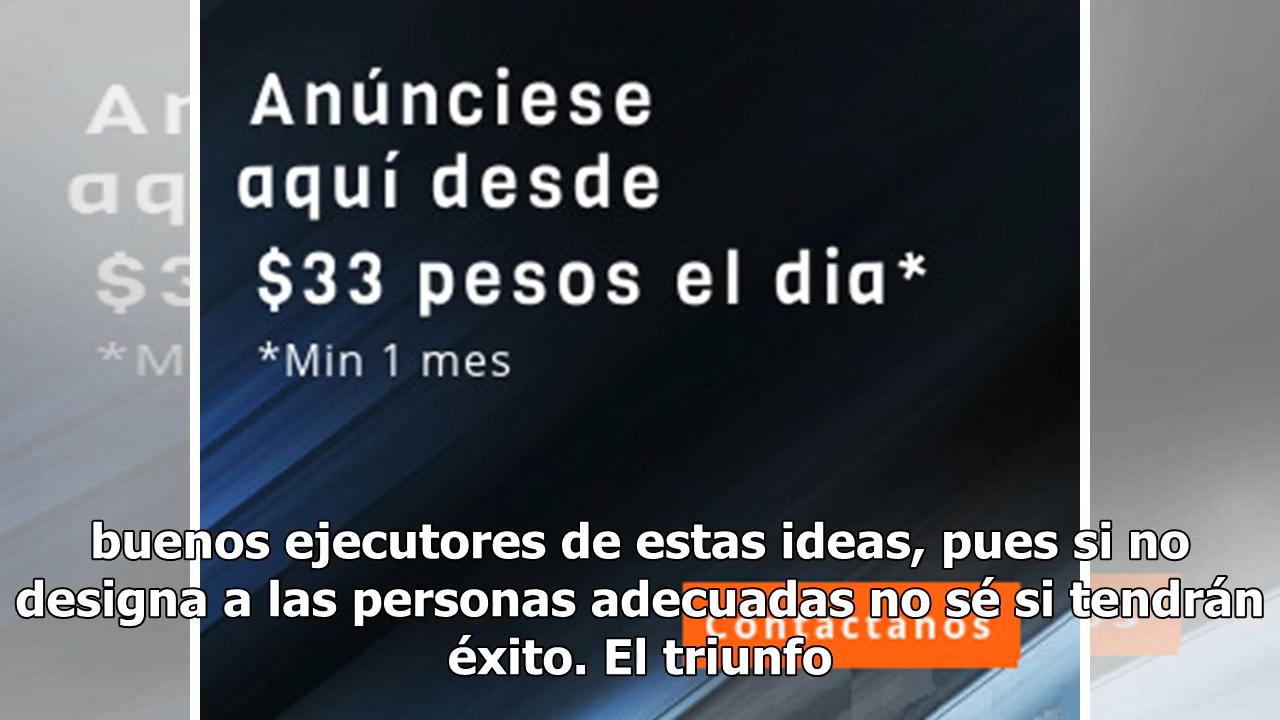 Anúnciese
aquí desde
$33 pesos el dia*
*Min 1 mes
buenos ejecutores de estas ideas, pues si no
designa a las personas adecuadas no sé si tendrán
Contáctanos
éxito. El triunfo